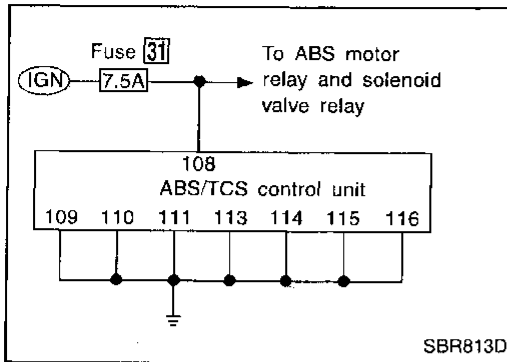 Fuse 31
To ABS motor
IGN 7.5A relay and solenoid
valve relay
108
ABS/TCS control unit
109 110 111 113 114 115 116
SBR813D